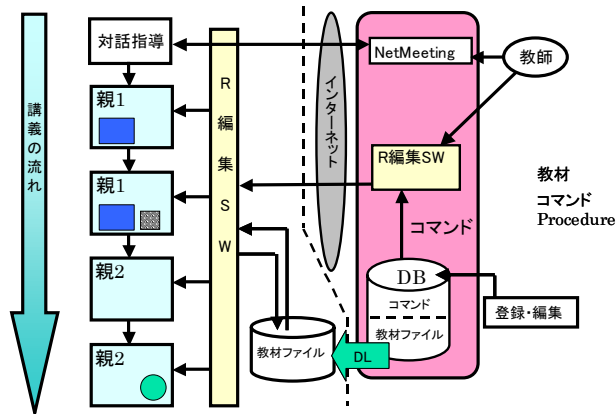 講義の流れ
対話指導
親1
親1
親2
親2
R編集SW
インターネット
NetMeeting
教師
R編集SW
コマンド
DB
コマンド
教材ファイル
登録・編集
教材ファイル
DL
教材
コマンド
Procedure